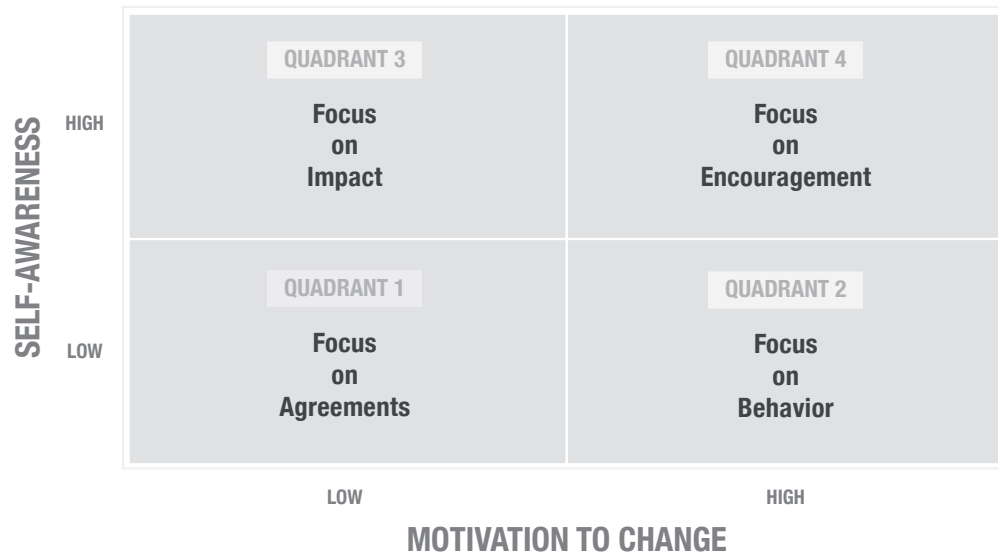 SELF-AWARENESS
HIGH
QUADRANT 3
Focus
on
Impact
QUADRANT 4
Focus
on
Encouragement
LOW
QUADRANT 1
Focus
on
Agreements
QUADRANT 2
Focus
on
Behavior
LOW
HIGH
MOTIVATION TO CHANGE